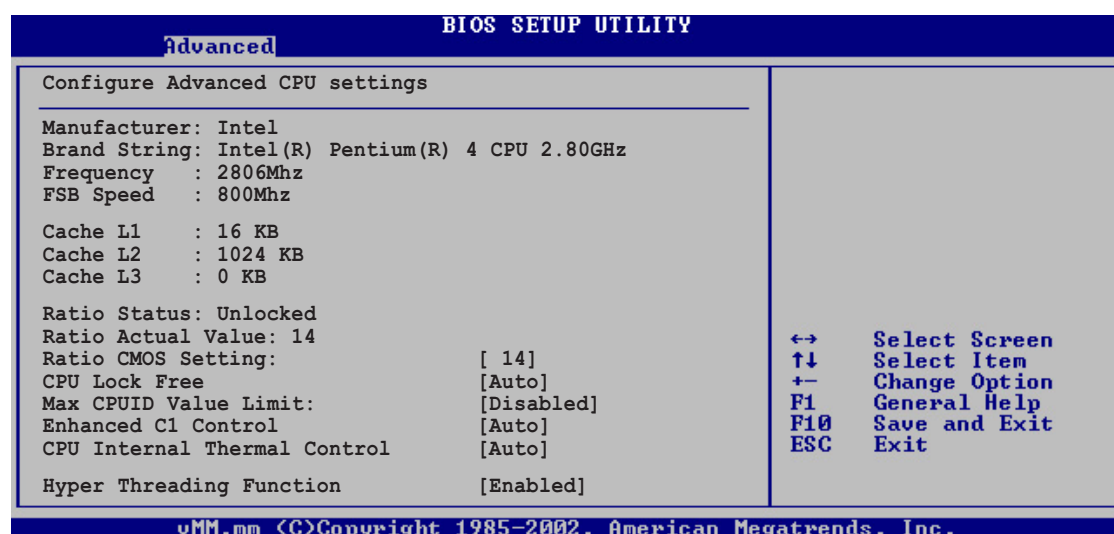 BIOS SETUP UTILITY
Advanced
Configure Advanced CPU settings
Manufacturer: Intel
Brand String: Intel(R) Pentium(R) 4 CPU 2.80GHz
Frequency : 2806Mhz
FSB Speed : 800Mhz
Cache L1 : 16 KB
Cache L2 : 1024 KB
Cache L3 : 0 KB
Ratio Status: Unlocked
Ratio Actual Value: 14
Ratio CMOS Setting: [ 14]
CPU Lock Free [Auto]
Max CPUID Value Limit: [Disabled]
Enhanced C1 Control [Auto]
CPU Internal Thermal Control [Auto]
Hyper Threading Function [Enabled]
←→ Select Screen
↑↓ Select Item
+- Change Option
F1 General Help
F10 Save and Exit
ESC Exit
vMM.mm (C)Copyright 1985-2002, American Megatrends, Inc.